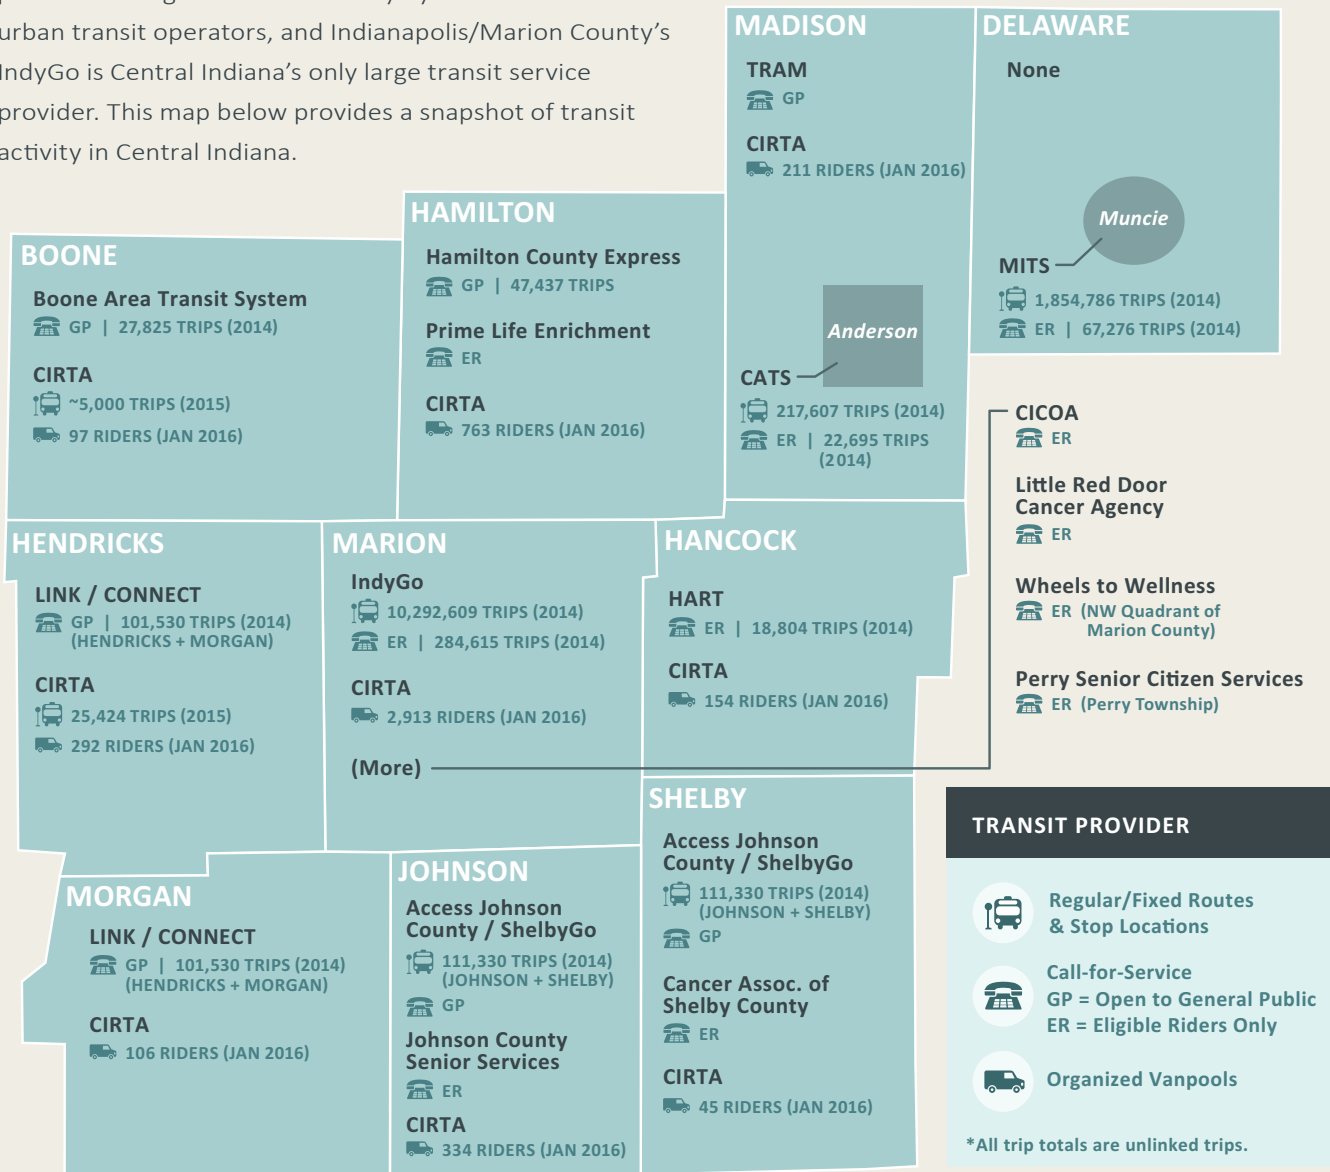 urban transit operators, and Indianapolis/Marion County's
IndyGo is Central Indiana's only large transit service
provider. This map below provides a snapshot of transit
activity in Central Indiana.
MADISON
TRAM
GP
CIRTA
211 RIDERS (JAN 2016)
Anderson
CATS
217,607 TRIPS (2014)
ER | 22,695 TRIPS
(2014)
DELAWARE
None
Muncie
MITS
1,854,786 TRIPS (2014)
ER | 67,276 TRIPS (2014)
HAMILTON
Hamilton County Express
GP | 47,437 TRIPS
Prime Life Enrichment
ER
CIRTA
763 RIDERS (JAN 2016)
BOONE
Boone Area Transit System
GP | 27,825 TRIPS (2014)
CIRTA
~5,000 TRIPS (2015)
97 RIDERS (JAN 2016)
HENDRICKS
LINK / CONNECT
GP | 101,530 TRIPS (2014)
(HENDRICKS + MORGAN)
CIRTA
25,424 TRIPS (2015)
292 RIDERS (JAN 2016)
MARION
IndyGo
10,292,609 TRIPS (2014)
ER | 284,615 TRIPS (2014)
CIRTA
2,913 RIDERS (JAN 2016)
(More)
HANCOCK
HART
ER | 18,804 TRIPS (2014)
CIRTA
154 RIDERS (JAN 2016)
CICOA
ER
Little Red Door
Cancer Agency
ER
Wheels to Wellness
ER (NW Quadrant of
Marion County)
Perry Senior Citizen Services
ER (Perry Township)
MORGAN
LINK / CONNECT
GP | 101,530 TRIPS (2014)
(HENDRICKS + MORGAN)
CIRTA
106 RIDERS (JAN 2016)
JOHNSON
Access Johnson
County / ShelbyGo
111,330 TRIPS (2014)
(JOHNSON + SHELBY)
GP
Johnson County
Senior Services
ER
CIRTA
334 RIDERS (JAN 2016)
SHELBY
Access Johnson
County / ShelbyGo
111,330 TRIPS (2014)
(JOHNSON + SHELBY)
GP
Cancer Assoc. of
Shelby County
ER
CIRTA
45 RIDERS (JAN 2016)
TRANSIT PROVIDER
Regular/Fixed Routes
& Stop Locations
Call-for-Service
GP = Open to General Public
ER = Eligible Riders Only
Organized Vanpools
*All trip totals are unlinked trips.